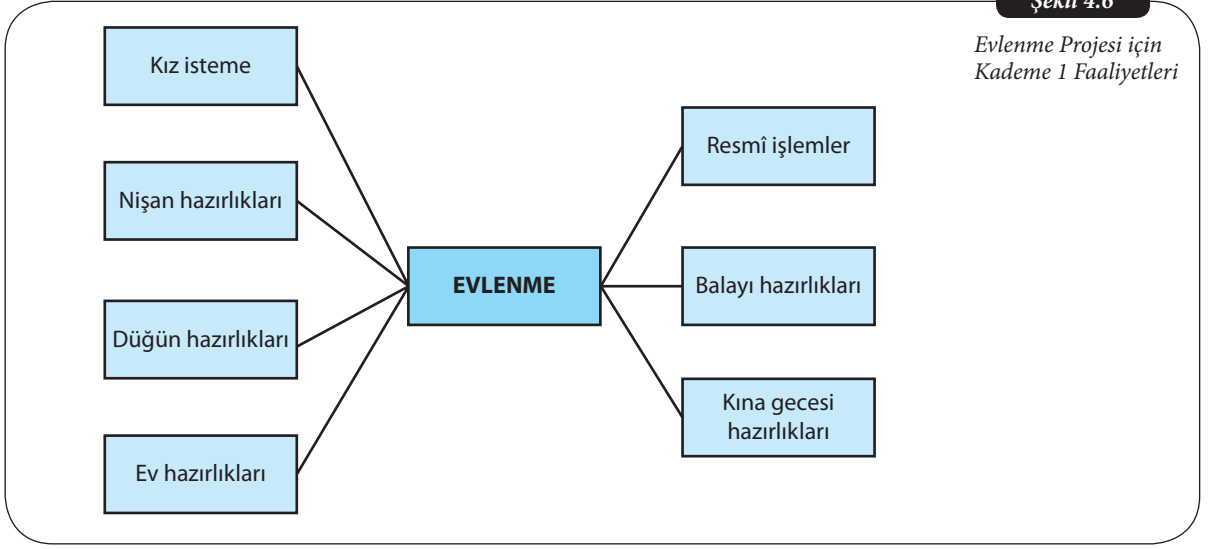 Şekil 4.6
Evlenme Projesi için
Kademe 1 Faaliyetleri
Kız isteme
Nişan hazırlıkları
Düğün hazırlıkları
Ev hazırlıkları
EVLENME
Resmî işlemler
Balayı hazırlıkları
Kına gecesi
hazırlıkları